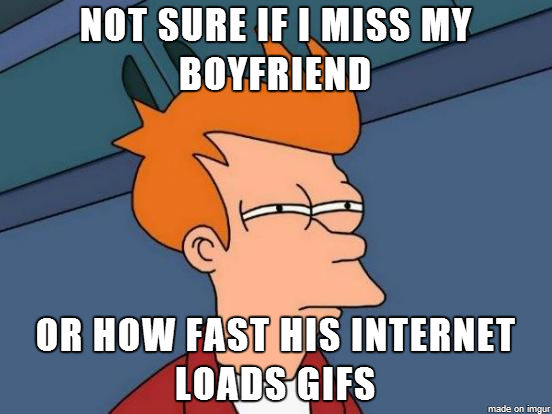 NOT SURE IF I MISS MY
BOYFRIEND
OR HOW FAST HIS INTERNET
LOADS GIFS
made on imgur